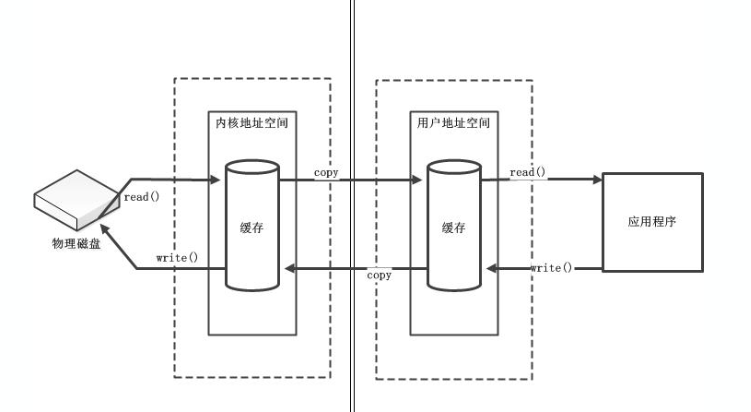 内核地址空间
用户地址空间
copy
read()
read()
缓存
缓存
应用程序
物理磁盘
write()
copy
write()